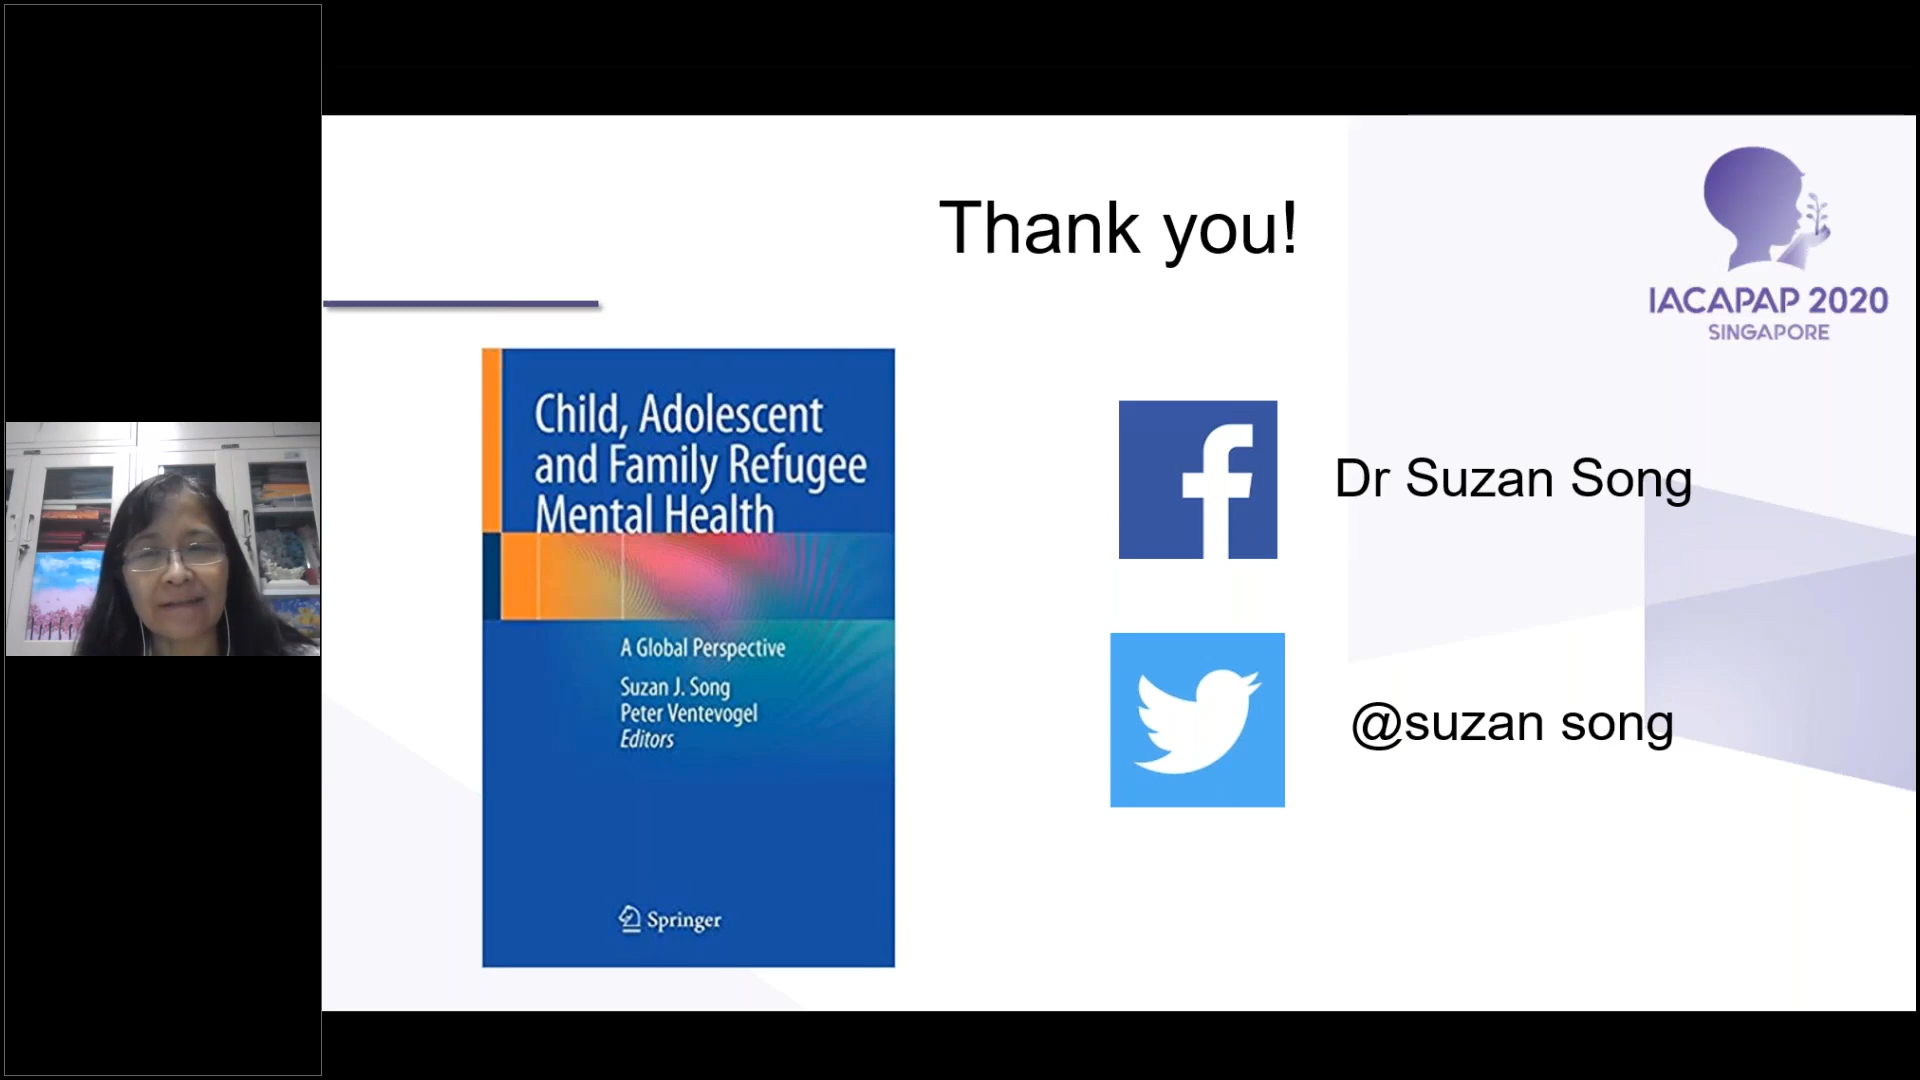 Thank you!
IACAPAP 2020
SINGAPORE
Child, Adolescent
and Family Refugee
Mental Health
A Global Perspective
Suzan J. Song
Peter Ventevogel
Editors
Springer
Dr Suzan Song
@suzan song